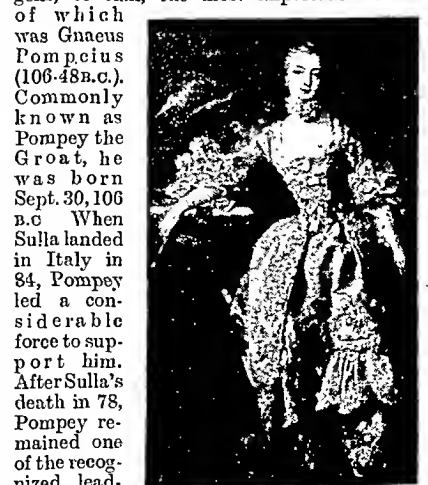 of which
was Gnaeus
Pompeius
(106-48B.C.).
Commonly
known as
Pompey the
Groat, he
was born
Sept. 30, 106
B.C When
Sulla landed
in Italy in
84, Pompey
led a con-
siderable
force to sup-
port him.
After Sulla's
death in 78,
Pompey re-
mained one
of the recog-
nized lead-